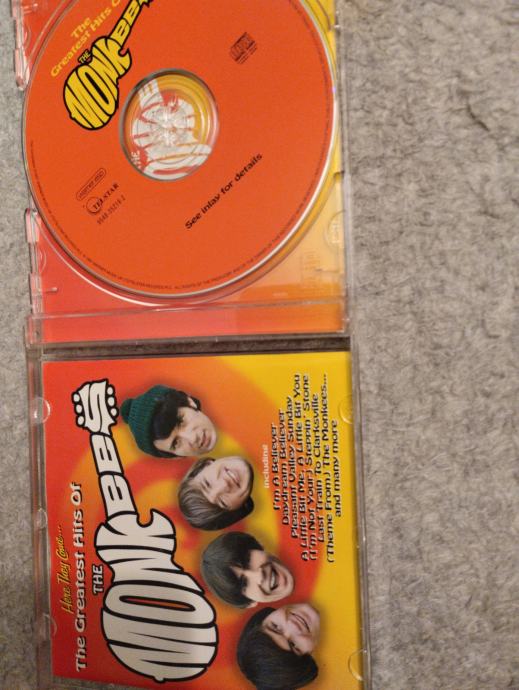 The
Greatest Hits O
THE
MONKEES
COMPACT
TELSTAR
See inlay for details
Here They Come...
The Greatest Hits Of
THE
MONKEES
including
I'm A Believer
Daydream Believer
Pleasant Valley Sunday
A Little Bit Me, A Little Bit You
(I'm Not Your) Steppin' Stone
Last Train To Clarksville
(Theme From) The Monkees...
and many more